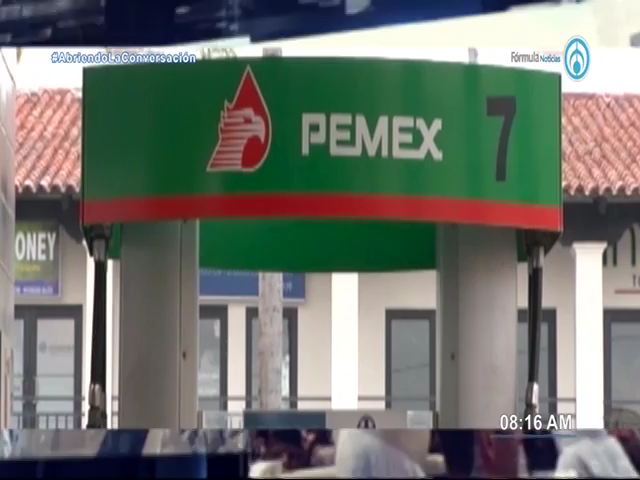 #AbriendoLaConversación
Fórmula Noticias
PEMEX 7
ONEY
08:16 AM